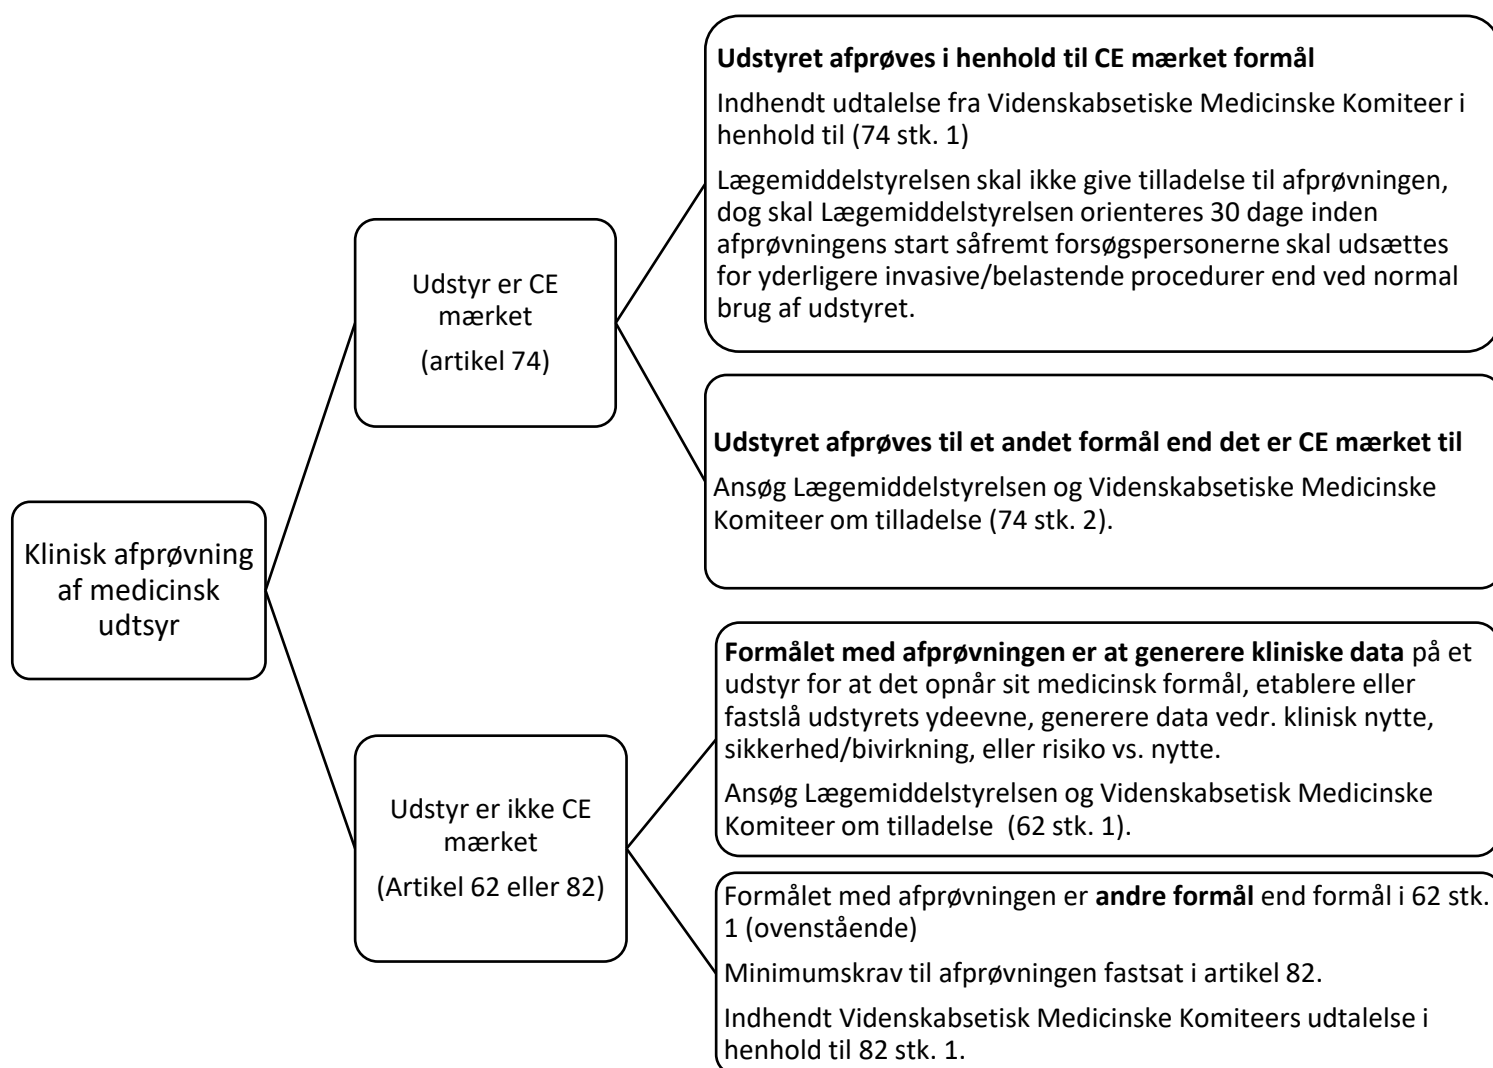 Klinisk afprøvning
af medicinsk
udtsyr
Udstyr er CE
mærket
(artikel 74)
Udstyret afprøves i henhold til CE mærket formål
Indhendt udtalelse fra Videnskabsetiske Medicinske Komiteer i
henhold til (74 stk. 1)
Lægemiddelstyrelsen skal ikke give tilladelse til afprøvningen,
dog skal Lægemiddelstyrelsen orienteres 30 dage inden
afprøvningens start såfremt forsøgspersonerne skal udsættes
for yderligere invasive/belastende procedurer end ved normal
brug af udstyret.
Udstyret afprøves til et andet formål end det er CE mærket til
Ansøg Lægemiddelstyrelsen og Videnskabsetiske Medicinske
Komiteer om tilladelse (74 stk. 2).
Udstyr er ikke CE
mærket
(Artikel 62 eller 82)
Formålet med afprøvningen er at generere kliniske data på et
udstyr for at det opnår sit medicinsk formål, etablere eller
fastslå udstyrets ydeevne, generere data vedr. klinisk nytte,
sikkerhed/bivirkning, eller risiko vs. nytte.
Ansøg Lægemiddelstyrelsen og Videnskabsetisk Medicinske
Komiteer om tilladelse (62 stk. 1).
Formålet med afprøvningen er andre formål end formål i 62 stk.
1 (ovenstående)
Minimumskrav til afprøvningen fastsat i artikel 82.
Indhendt Videnskabsetisk Medicinske Komiteers udtalelse i
henhold til 82 stk. 1.